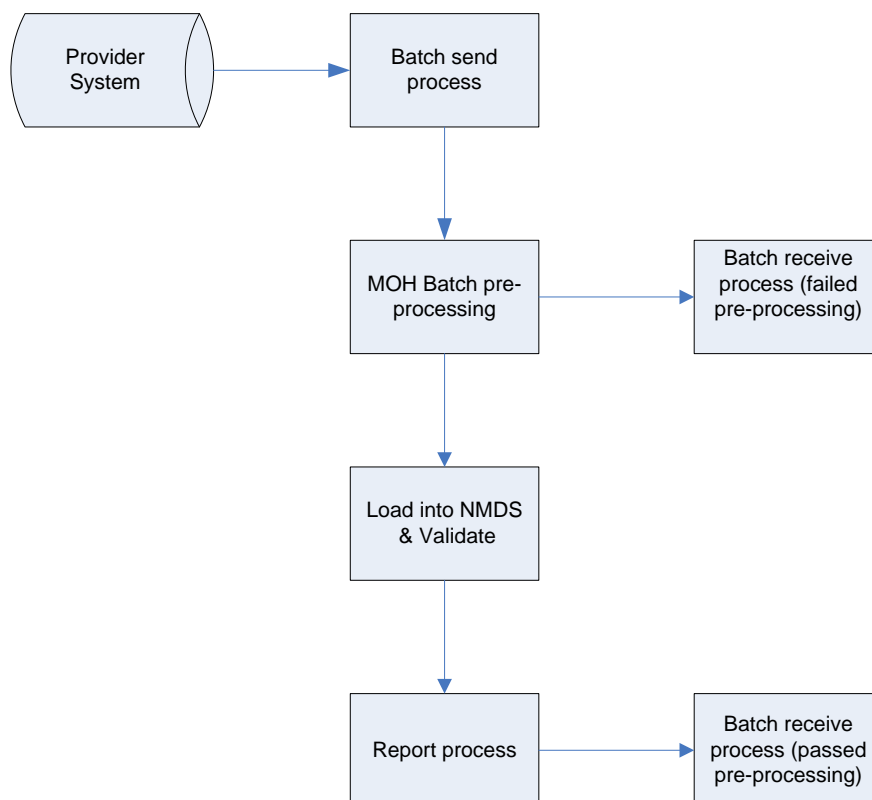 Provider
System
Batch send
process
MOH Batch pre-
processing
Batch receive
process (failed
pre-processing)
Load into NMDS
& Validate
Report process
Batch receive
process (passed
pre-processing)